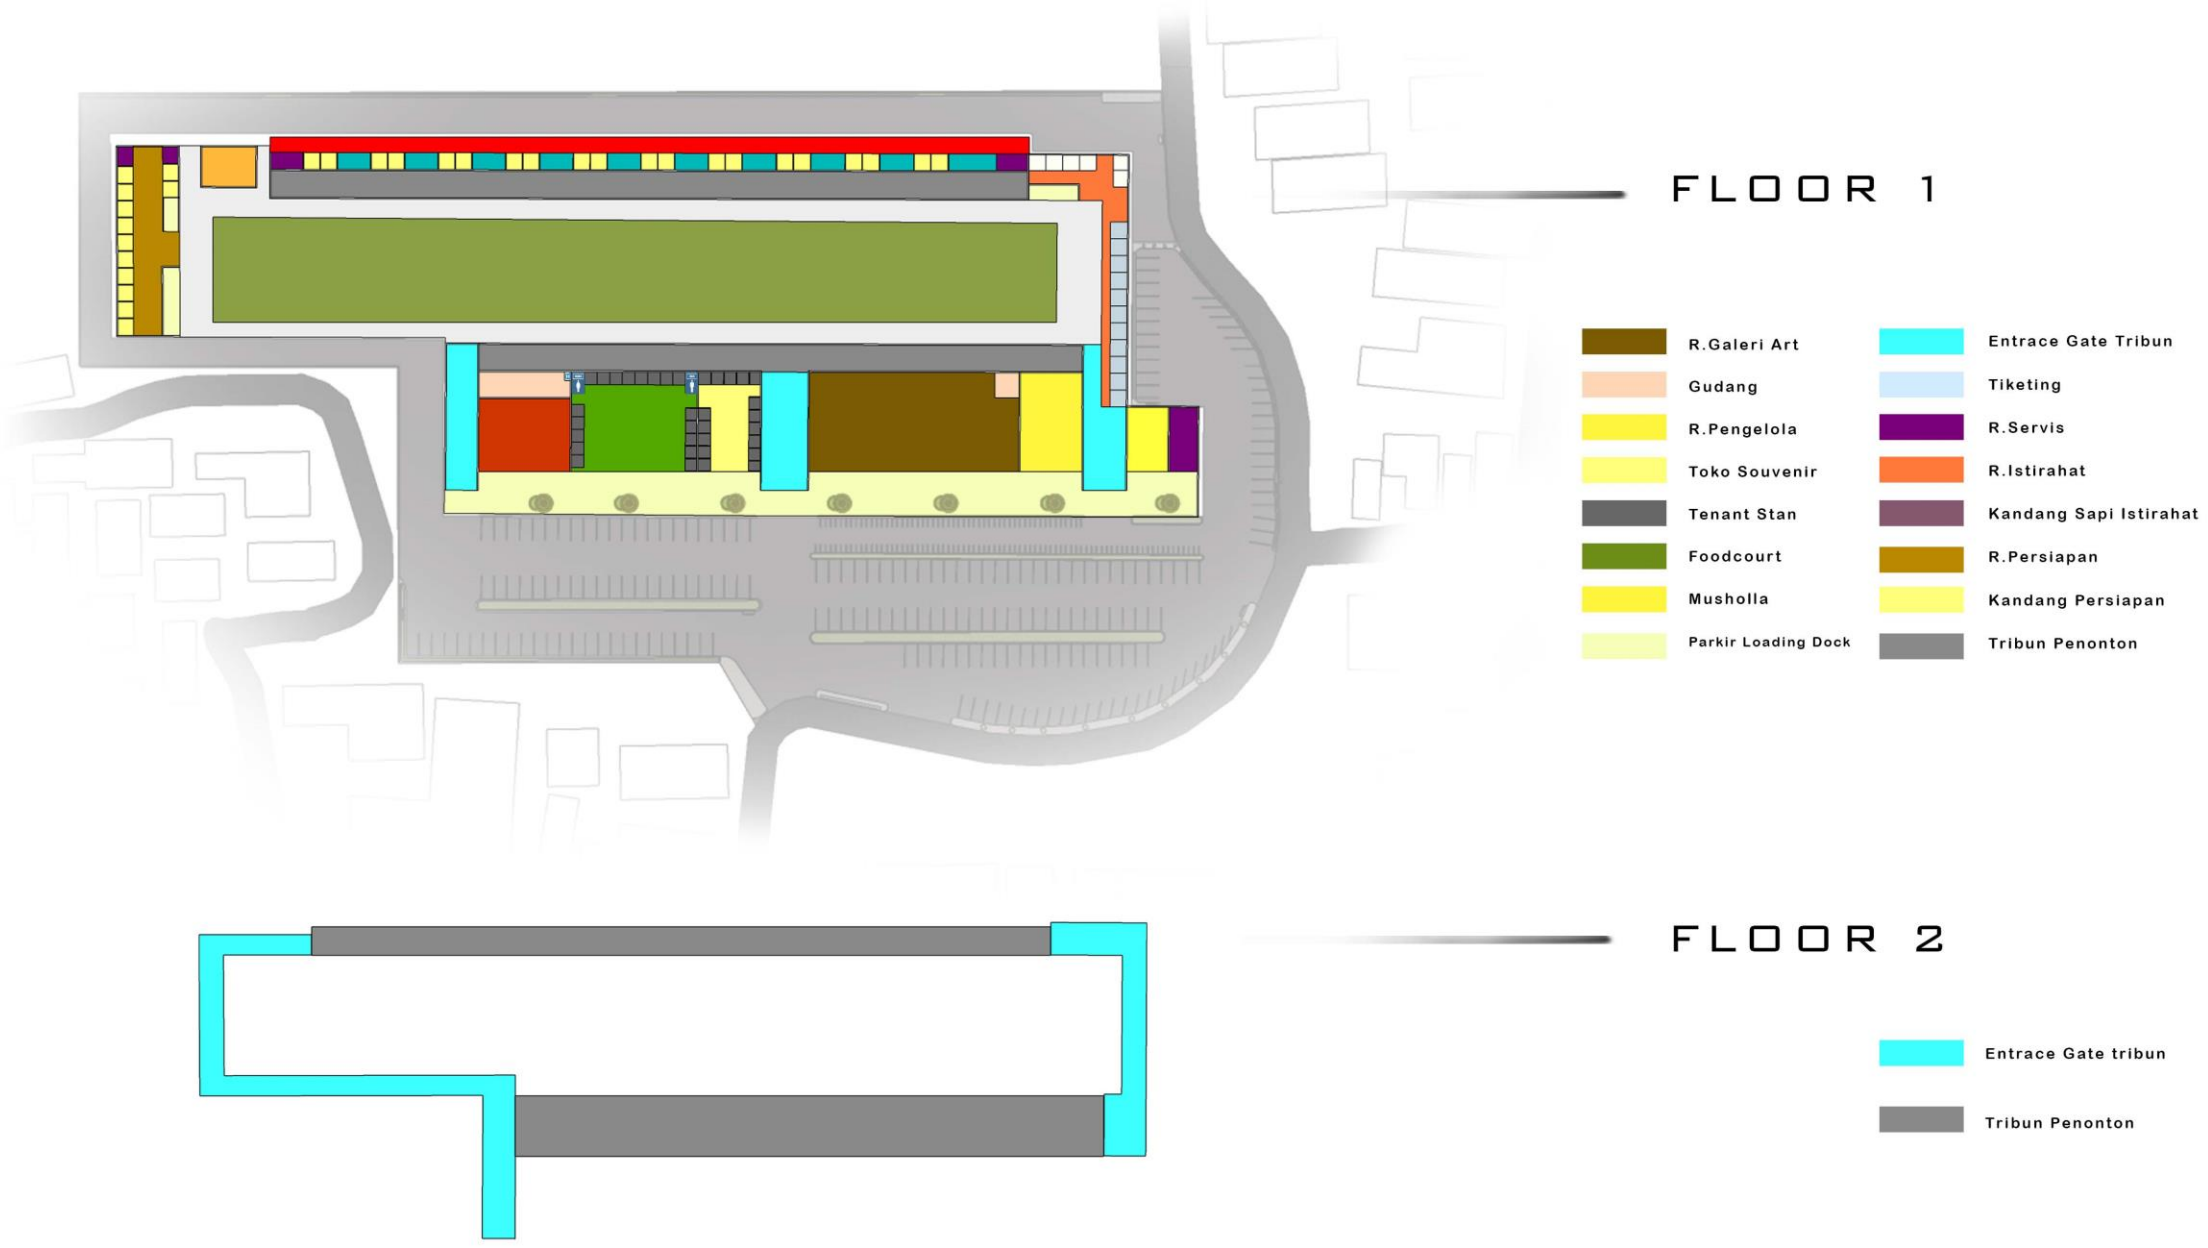 FLOOR 1
R.Galeri Art
Gudang
R.Pengelola
Toko Souvenir
Tenant Stan
Foodcourt
Musholla
Parkir Loading Dock
Entrace Gate Tribun
Tiketing
R.Servis
R.Istirahat
Kandang Sapi Istirahat
R.Persiapan
Kandang Persiapan
Tribun Penonton
FLOOR 2
Entrace Gate tribun
Tribun Penonton